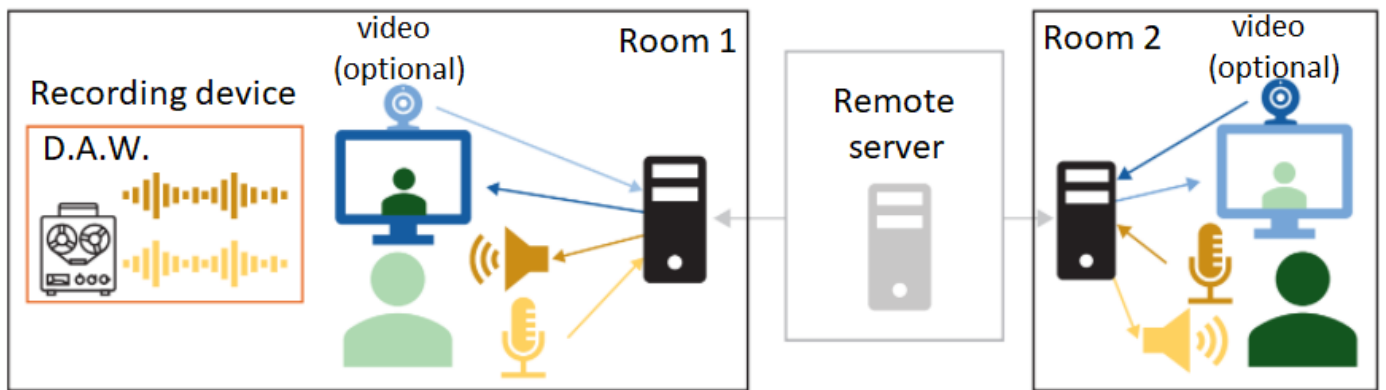 video
(optional)
Room 1
Recording device
D.A.W.
Remote
server
Room 2
video
(optional)